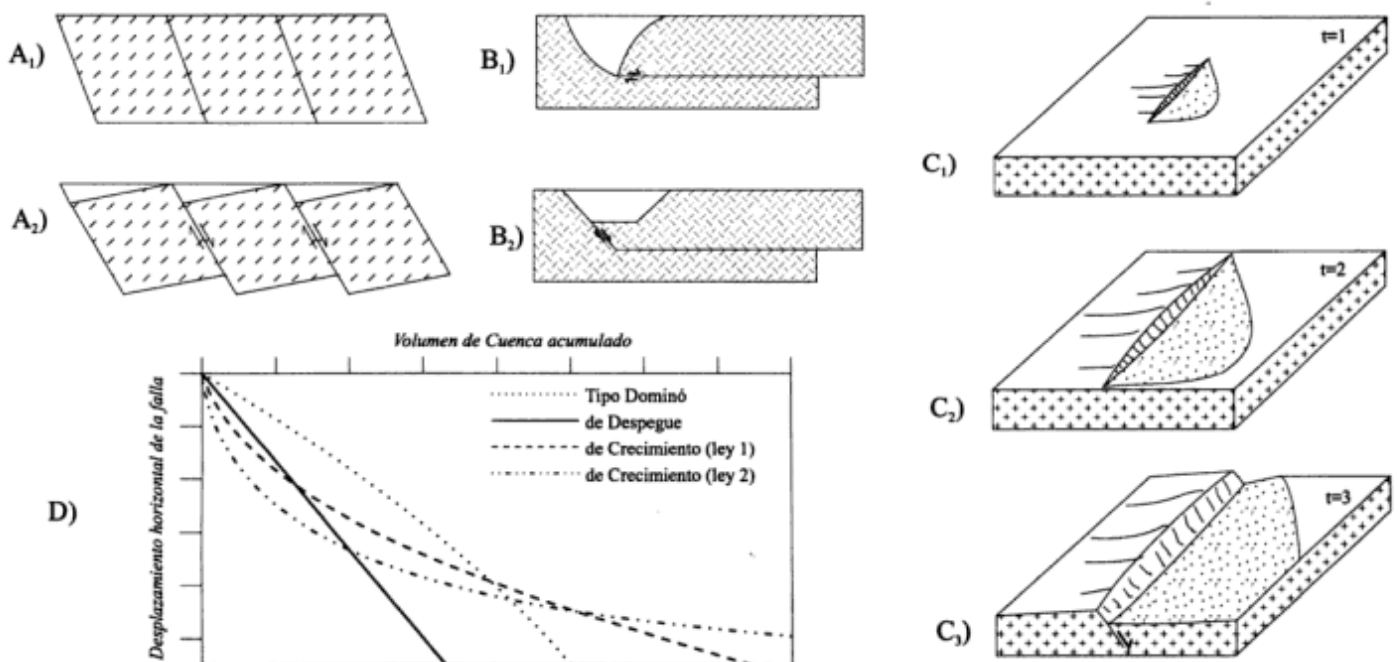 A₁)
B₁)
t=1
C₁)
A₂)
B₂)
t=2
C₂)
Volumen de Cuenca acumulado
Desplazamiento horizontal de la falla
Tipo Dominó
de Despegue
de Crecimiento (ley 1)
de Crecimiento (ley 2)
D)
t=3
C₃)